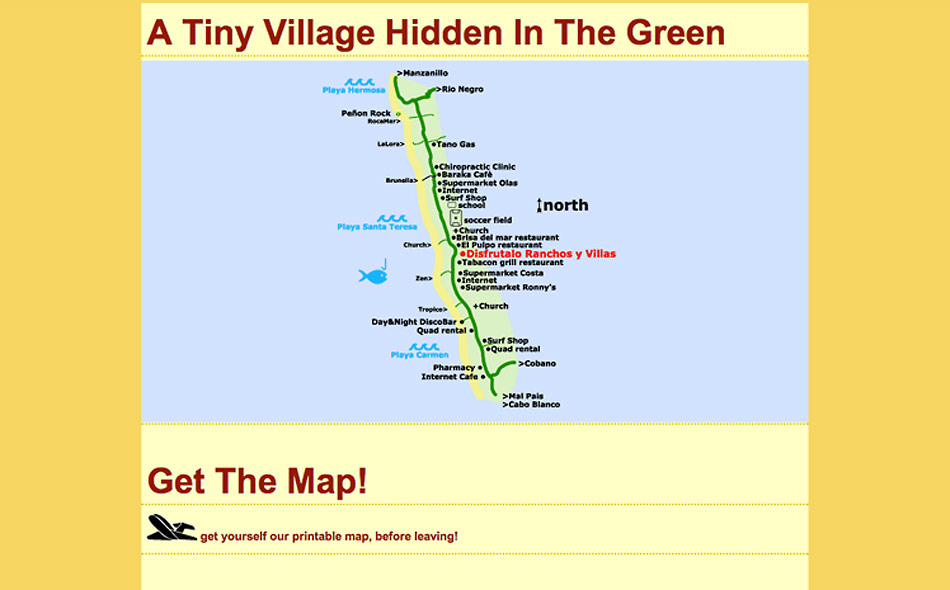 A Tiny Village Hidden In The Green
>Manzanillo
Playa Hermosa
>Rio Negro
Peñon Rock
RocaMar>
LaLora>
Tano Gas
Chiropractic Clinic
Baraka Cafè
Brunella>
Supermarket Olas
Internet
Surf Shop
school
north
soccer field
Playa Santa Teresa
+Church
Brisa del mar restaurant
Church>
El Pulpo restaurant
Disfrutalo Ranchos y Villas
Tabacon grill restaurant
Supermarket Costa
Zen>
Internet
Supermarket Ronny's
+Church
Tropico>
Day&Night DiscoBar
Quad rental
Surf Shop
Quad rental
Playa Carmen
>Cobano
Pharmacy
Internet Cafe
>Mal Pais
>Cabo Blanco
Get The Map!
get yourself our printable map, before leaving!